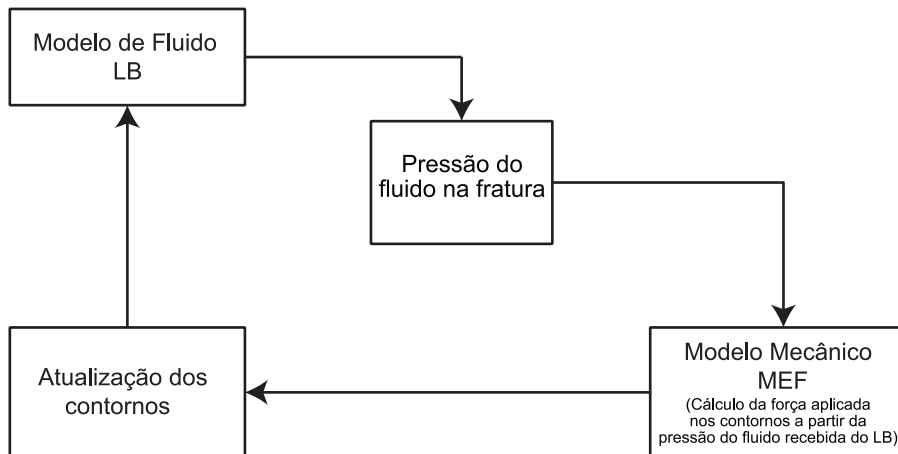 Modelo de Fluido
LB
Pressão do
fluido na fratura
Modelo Mecânico
MEF
(Cálculo da força aplicada
nos contornos a partir da
pressão do fluido recebida do LB)
Atualização dos
contornos